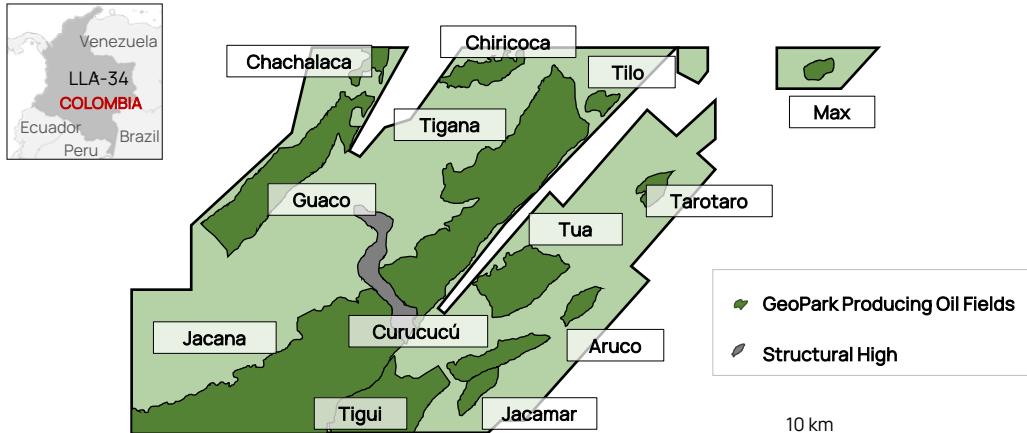 Venezuela
LLA-34
COLOMBIA
Ecuador
Brazil
Peru
Chachalaca
Chiricoca
Tilo
Max
Tigana
Guaco
Tarotaro
Tua
Jacana
Curucucú
Aruco
Tigui
Jacamar
GeoPark Producing Oil Fields
Structural High
10 km